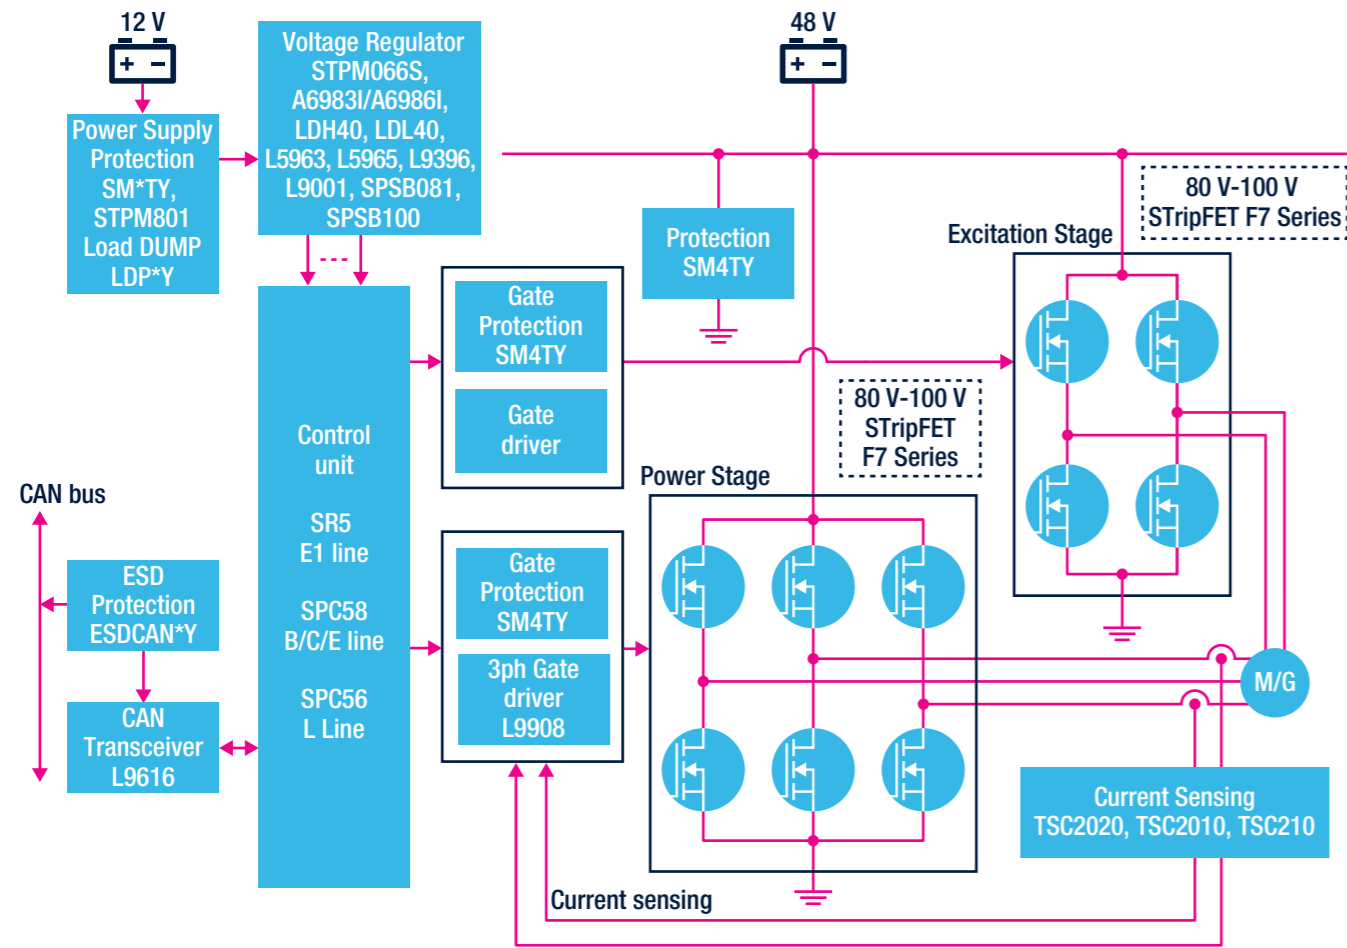 12 V
+ −
Power Supply
Protection
SM*TY,
STPM801
Load DUMP
LDP*Y
Voltage Regulator
STPM066S,
A6983I/A6986I,
LDH40, LDL40,
L5963, L5965, L9396,
L9001, SPSB081,
SPSB100
48 V
+ −
Protection
SM4TY
80 V-100 V
STripFET F7 Series
Excitation Stage
Gate
Protection
SM4TY
Gate
driver
80 V-100 V
STripFET
F7 Series
Control
unit
SR5
E1 line
SPC58
B/C/E line
SPC56
L Line
CAN bus
ESD
Protection
ESDCAN*Y
CAN
Transceiver
L9616
Power Stage
Gate
Protection
SM4TY
3ph Gate
driver
L9908
M/G
Current Sensing
TSC2020, TSC2010, TSC210
Current sensing